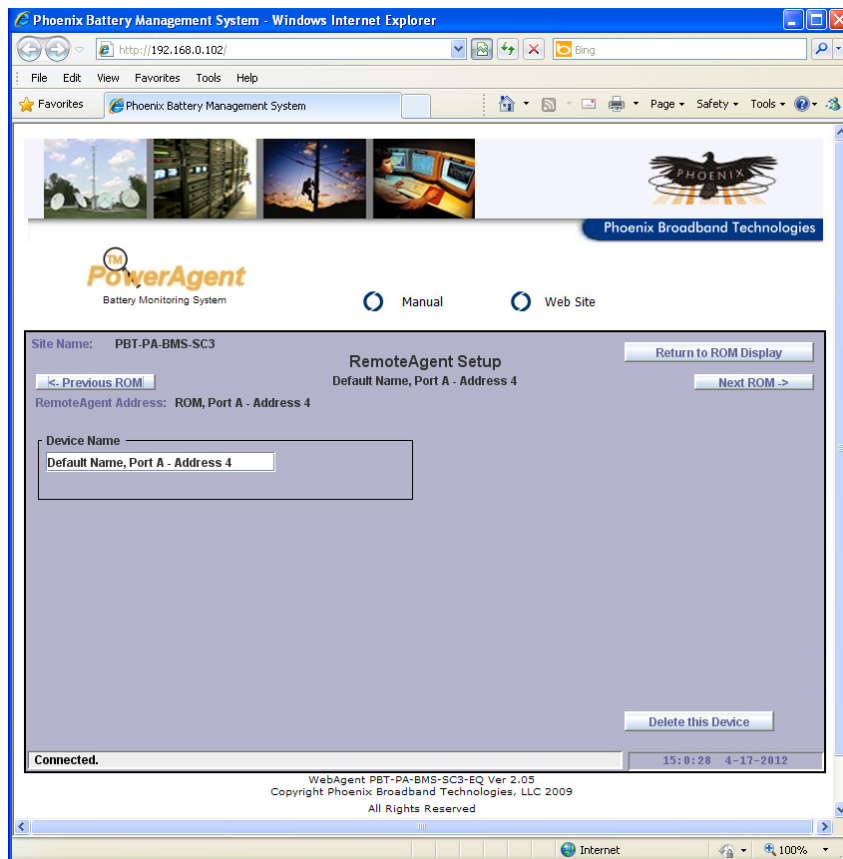 Phoenix Battery Management System - Windows Internet Explorer
http://192.168.0.102/
Bing
File Edit View Favorites Tools Help
Favorites Phoenix Battery Management System Page Safety Tools
PHOENIX
Phoenix Broadband Technologies
TM
PowerAgent
Battery Monitoring System
Manual Web Site
Site Name: PBT-PA-BMS-SC3
Return to ROM Display
RemoteAgent Setup
<- Previous ROM Default Name, Port A - Address 4 Next ROM ->
RemoteAgent Address: ROM, Port A - Address 4
Device Name
Default Name, Port A - Address 4
Delete this Device
Connected. 15:0:28 4-17-2012
WebAgent PBT-PA-BMS-SC3-EQ Ver 2.05
Copyright Phoenix Broadband Technologies, LLC 2009
All Rights Reserved
Internet 100%